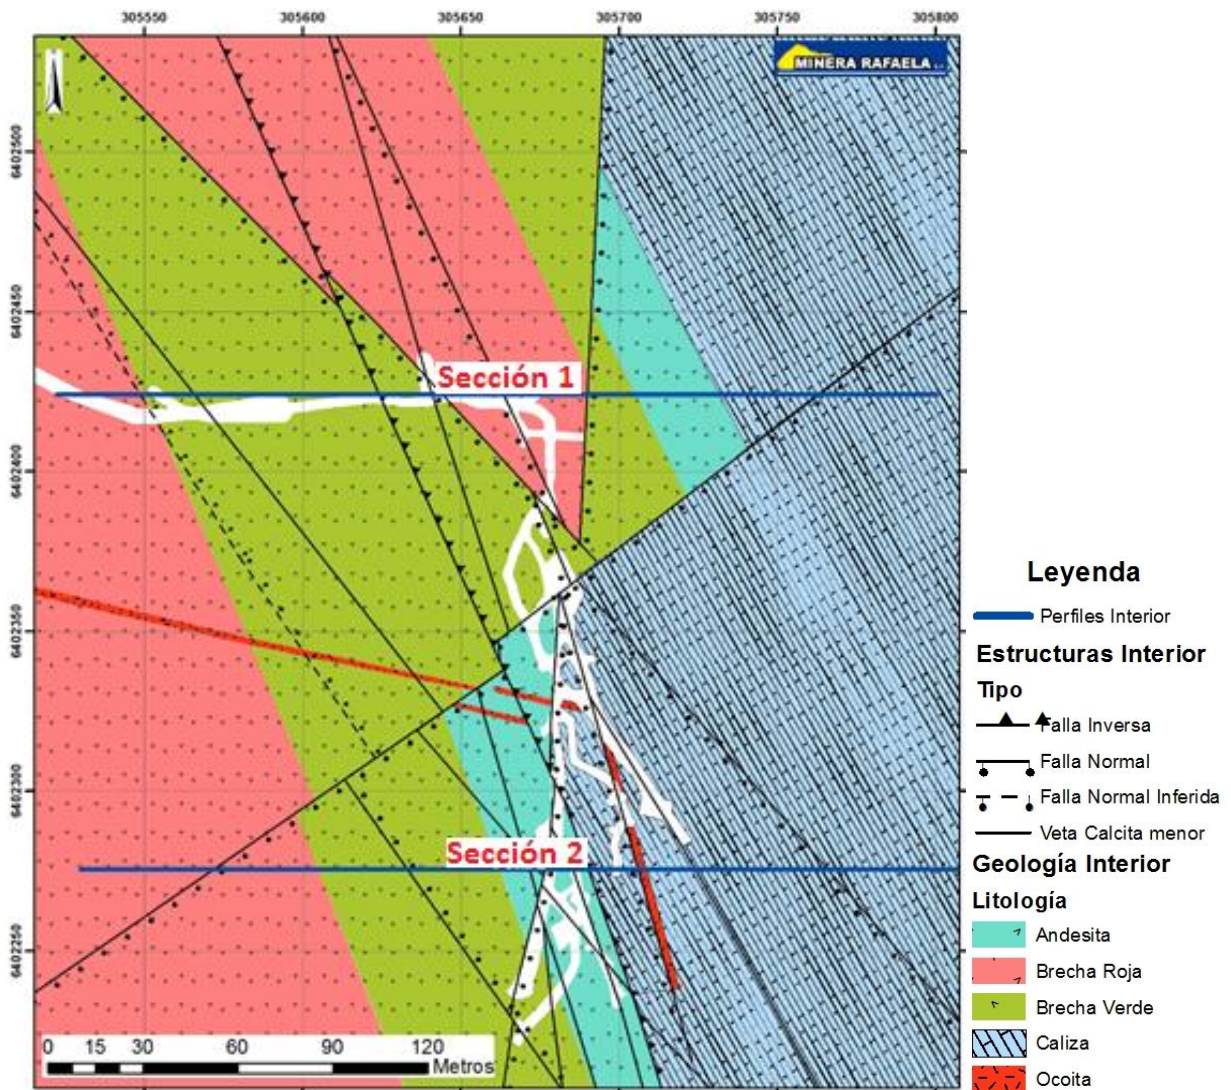 305550 305600 305650 305700 305750 305800
MINERA RAFAELA
6402500
6402450
6402400
6402350
6402300
6402250
Sección 1
Sección 2
0 15 30 60 90 120
Metros
Leyenda
Perfiles Interior
Estructuras Interior
Tipo
Falla Inversa
Falla Normal
Falla Normal Inferida
Veta Calcita menor
Geología Interior
Litología
Andesita
Brecha Roja
Brecha Verde
Caliza
Ocoita